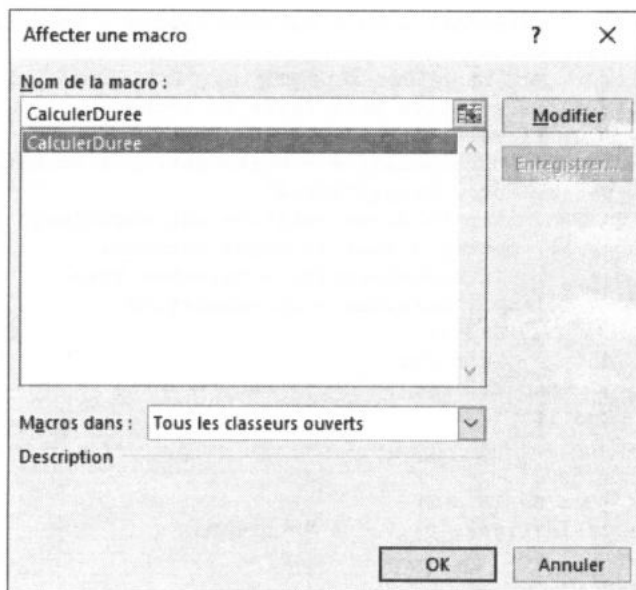 Affecter une macro ? ×
Nom de la macro :
CalculerDuree
Modifier
CalculerDuree
Enregistrer...
Macros dans : Tous les classeurs ouverts
Description
OK Annuler